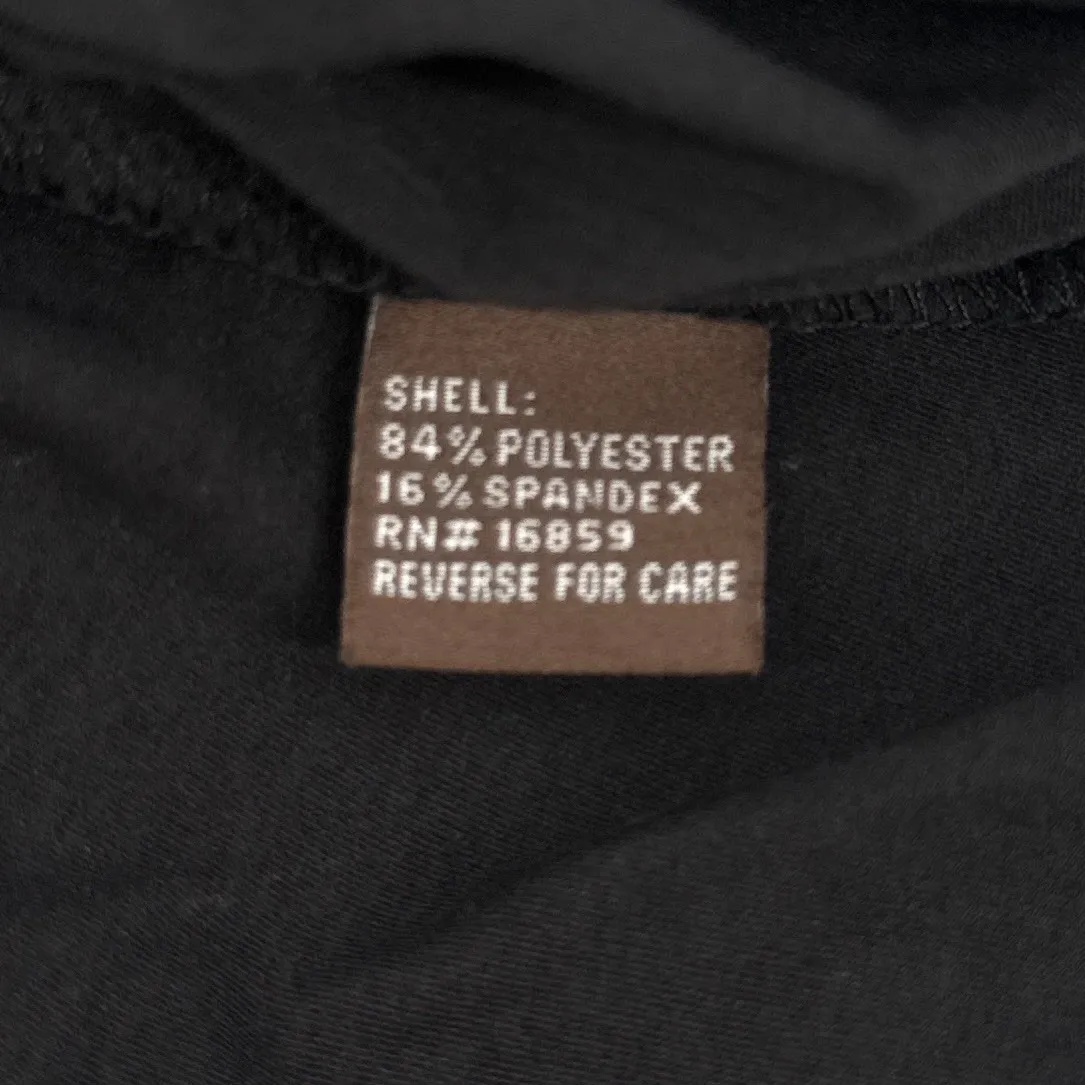 SHELL:
84% POLYESTER
16% SPANDEX
RN# 16859
REVERSE FOR CARE